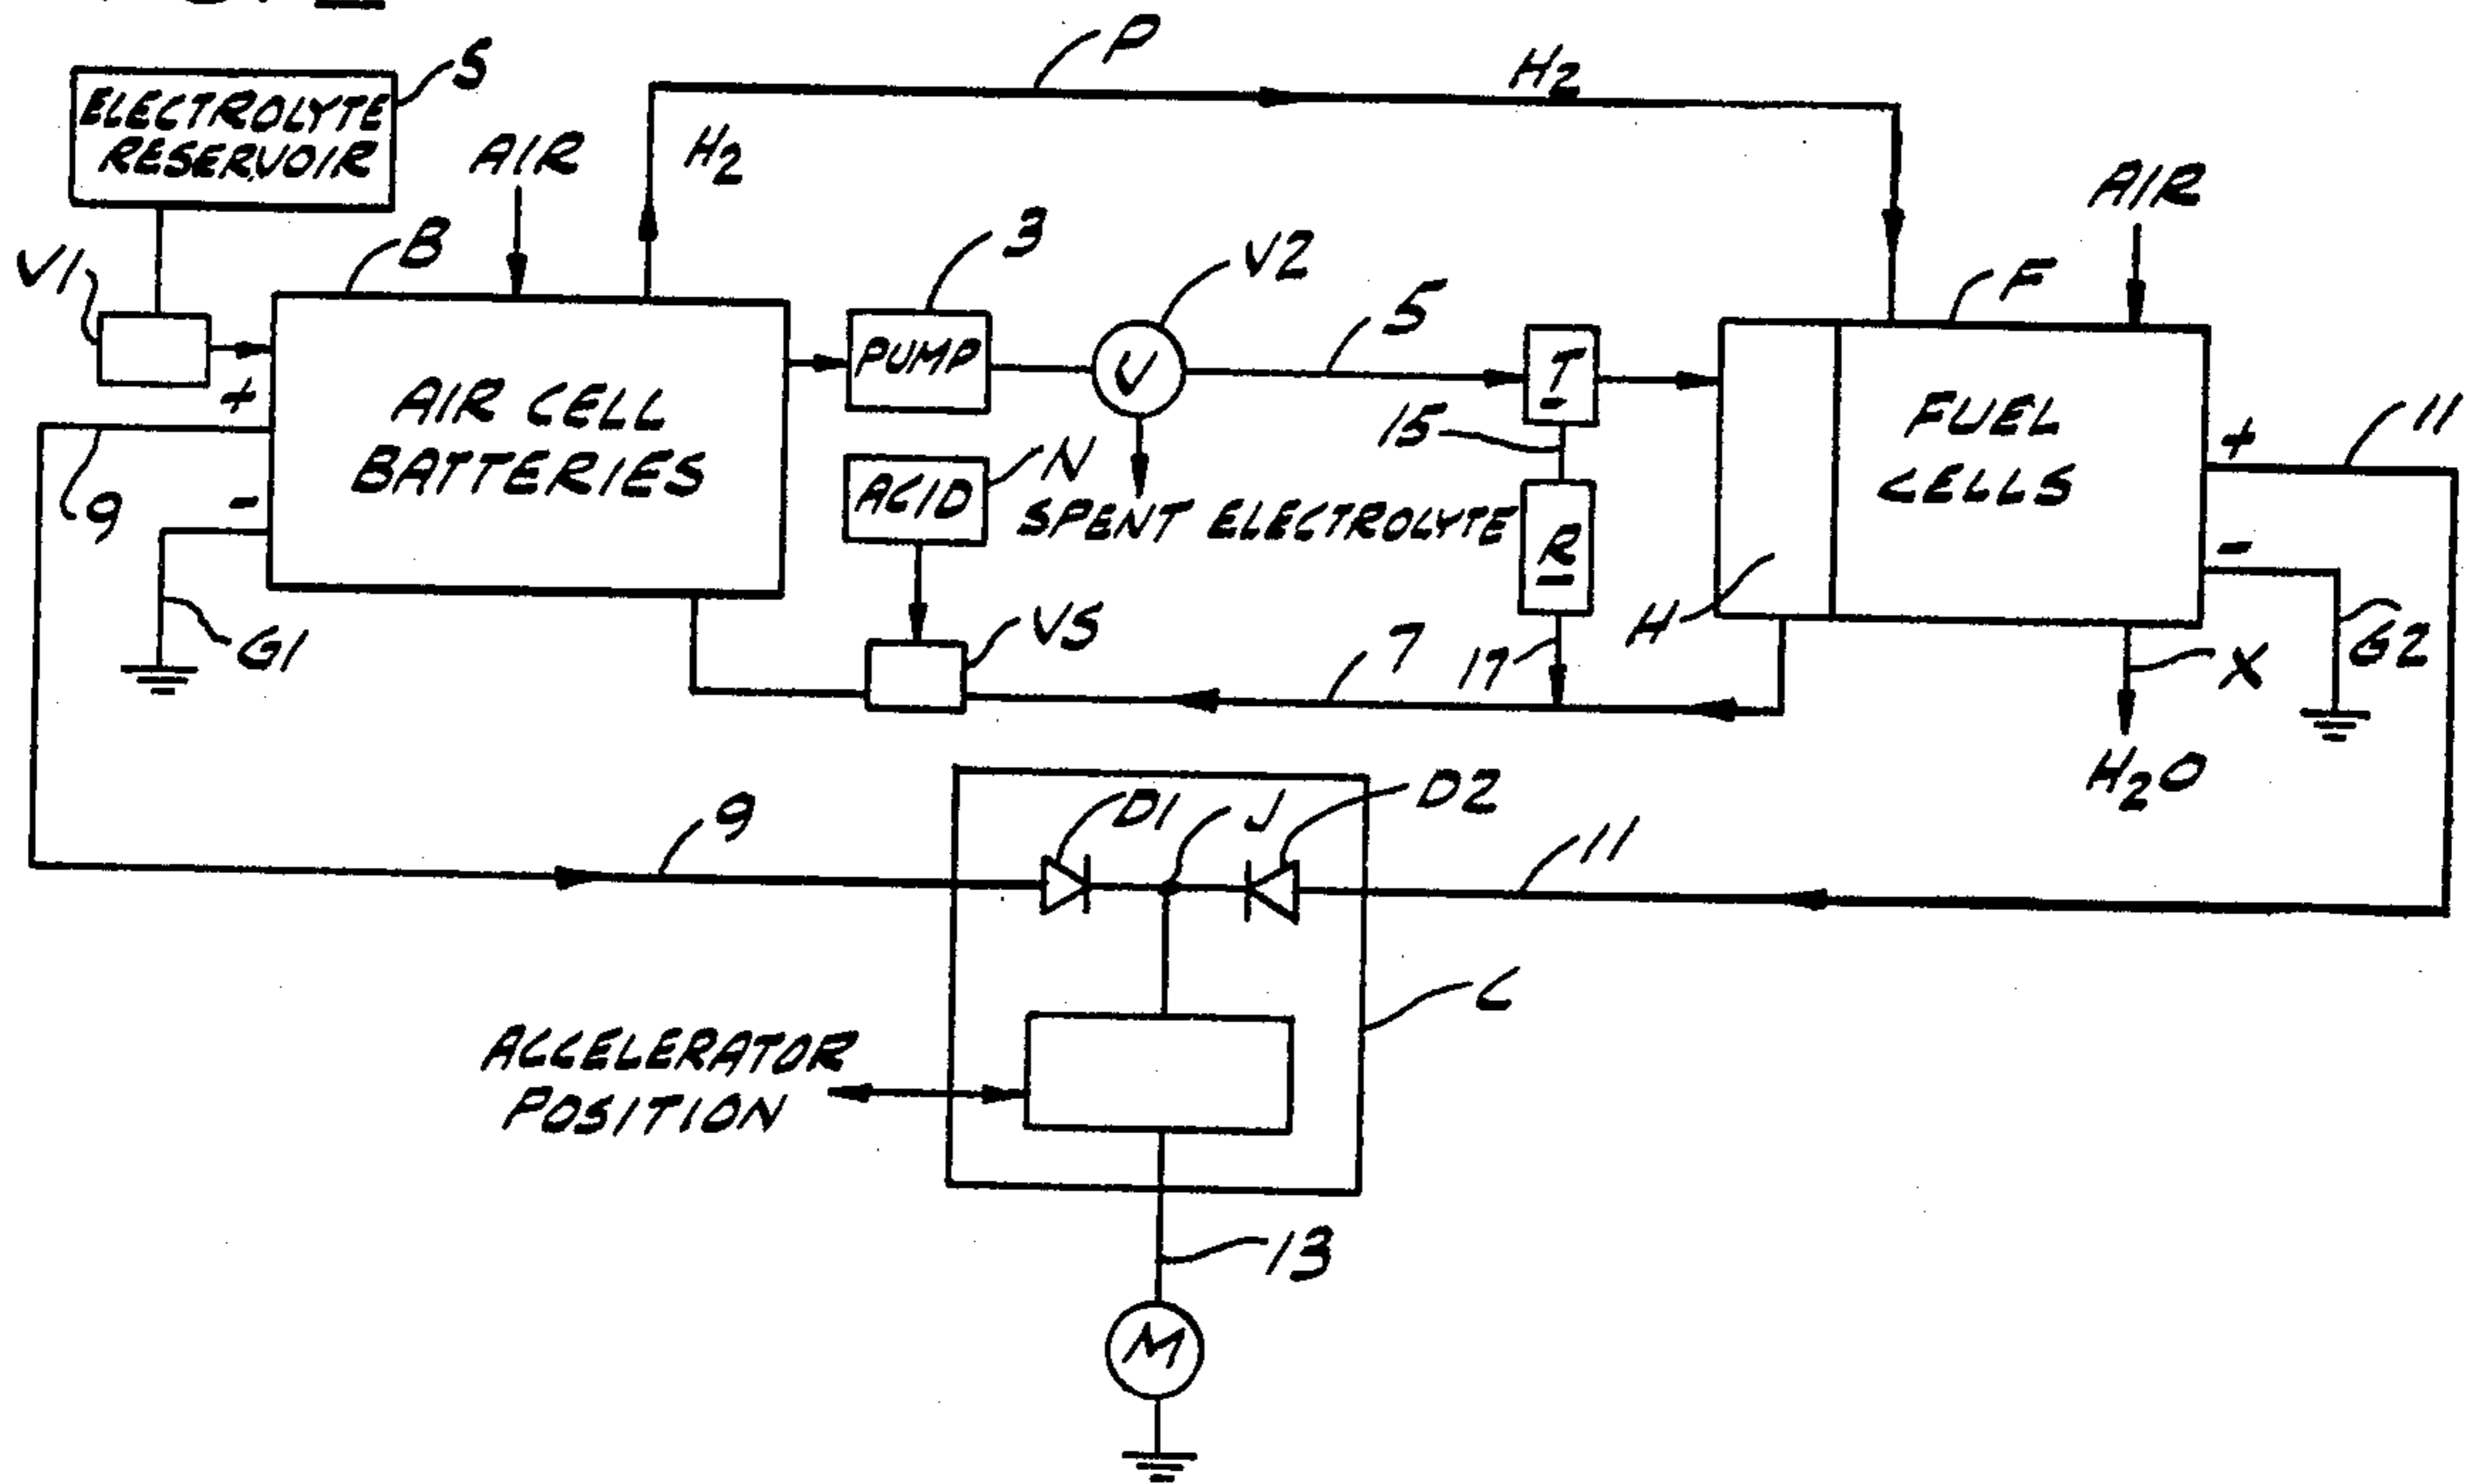 P
H2
S
ELECTROLYTE
RESERVOIR
AIR
H2
AIR
B
3
V2
F
V1
5
+
PUMP
V
T
AIR CELL
BATTERIES
15
FUEL
CELLS
+
11
9
-
ACID
N
SPENT ELECTROLYTE
R
-
G1
VS
7
17
H
X
G2
H2O
9
D1
J
D2
11
C
ACCELERATOR
POSITION
13
M